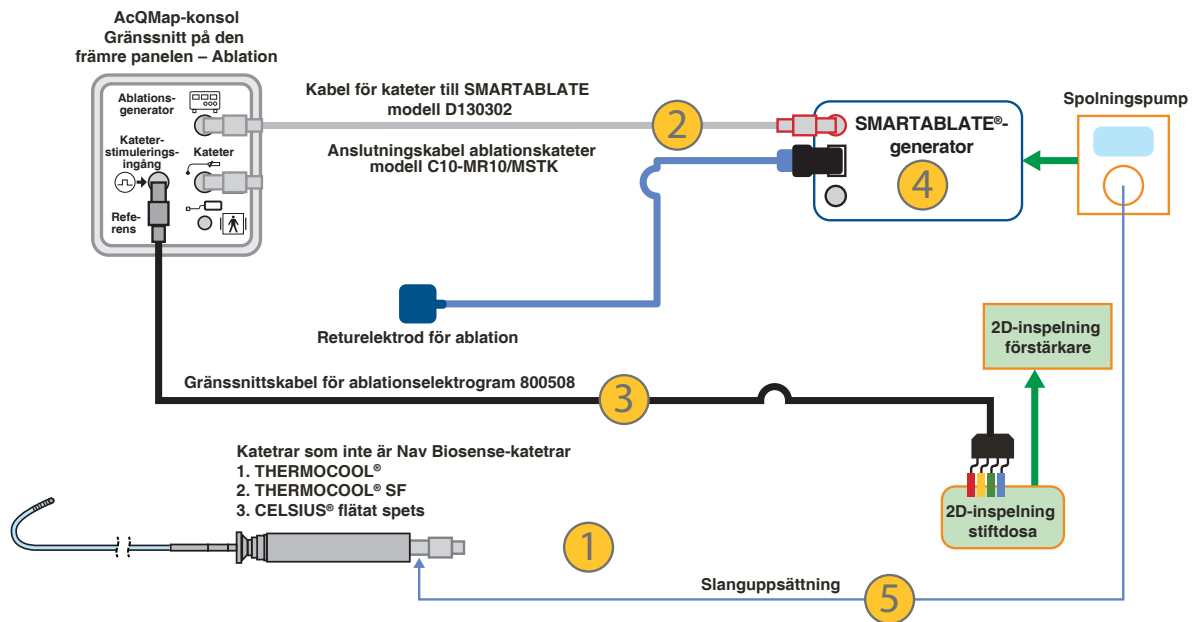 AcQMap-konsol
Gränssnitt på den
främre panelen – Ablation
Ablations-
generator
Kateter-
stimulerings-
ingång
Kateter
Refe-
rens
Kabel för kateter till SMARTABLATE
modell D130302
2
Anslutningskabel ablationskateter
modell C10-MR10/MSTK
SMARTABLATE®-
generator
4
Spolningspump
Returelektrod för ablation
2D-inspelning
förstärkare
Gränssnittskabel för ablationselektrogram 800508
3
Katetrar som inte är Nav Biosense-katetrar
1. THERMOCOOL®
2. THERMOCOOL® SF
3. CELSIUS® flätat spets
1
2D-inspelning
stiftdosa
Slanguppsättning
5